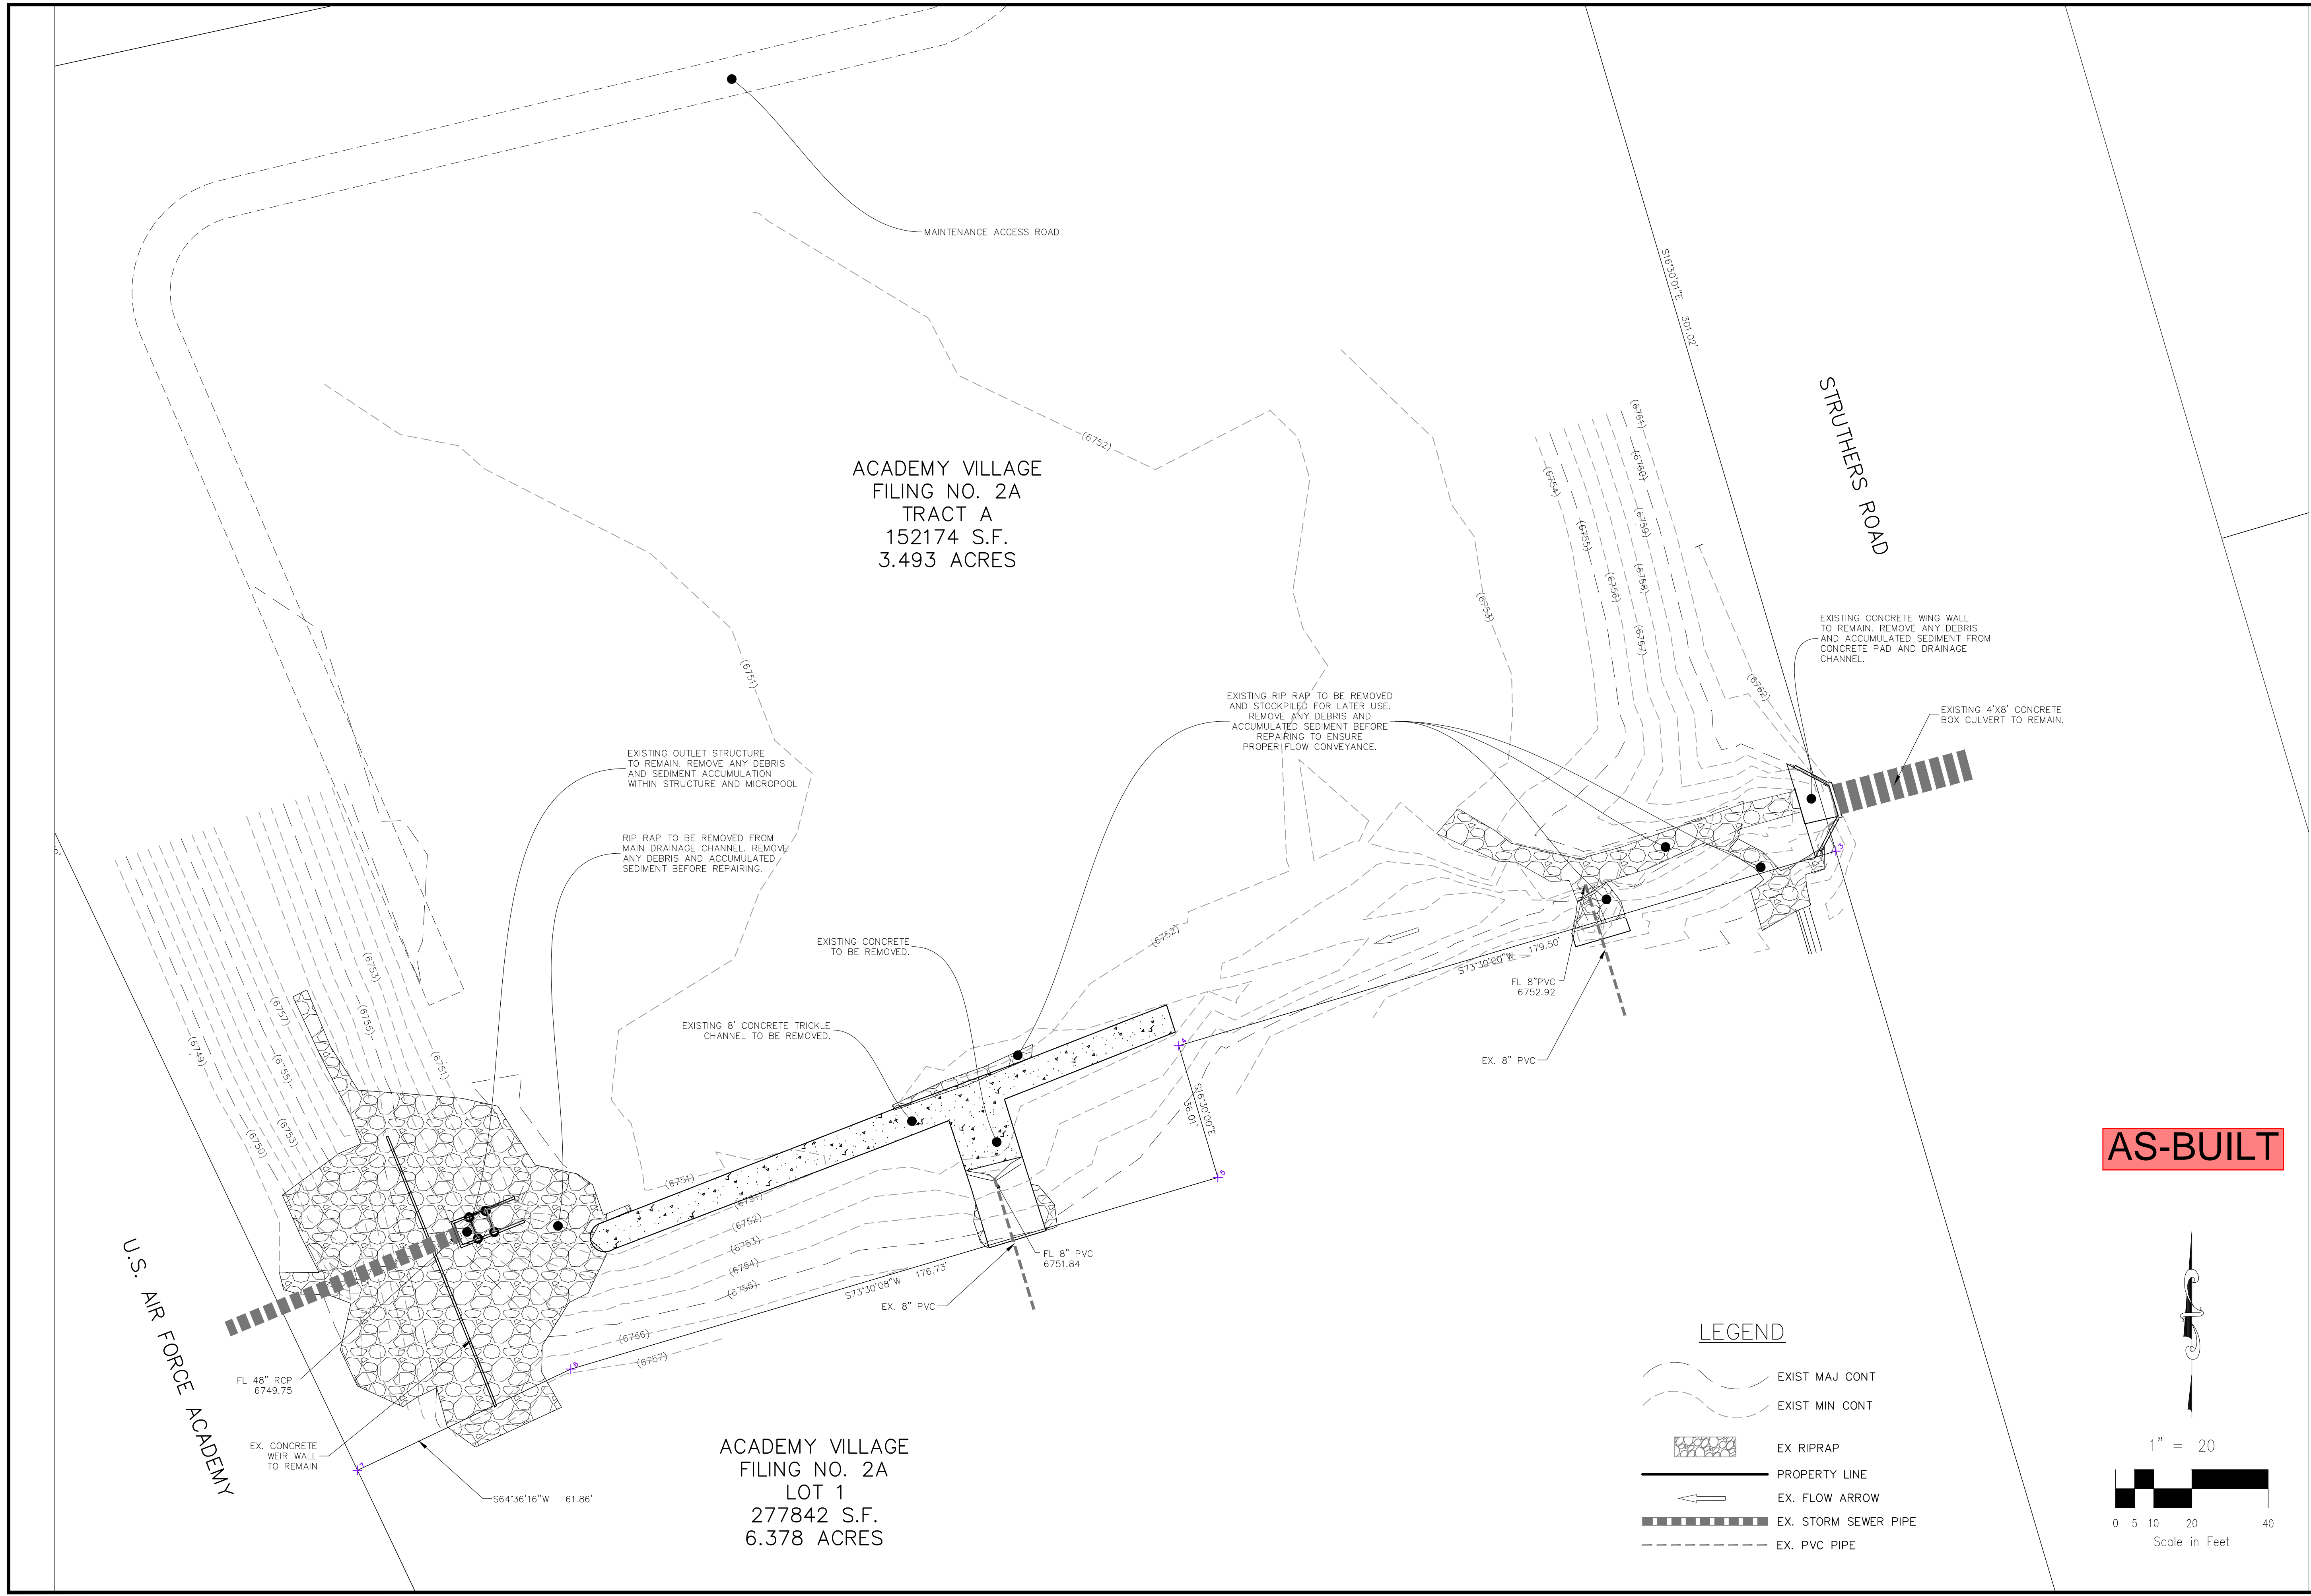 MAINTENANCE ACCESS ROAD
S16°30'01"E 301.02'
STRUTHERS ROAD
(6752)
(6761)
(6760)
(6754)
(6759)
(6755)
(6758)
(6756)
(6757)
(6753)
(6762)
ACADEMY VILLAGE
FILING NO. 2A
TRACT A
152174 S.F.
3.493 ACRES
EXISTING CONCRETE WING WALL
TO REMAIN. REMOVE ANY DEBRIS
AND ACCUMULATED SEDIMENT FROM
CONCRETE PAD AND DRAINAGE
CHANNEL.
EXISTING 4'X8' CONCRETE
BOX CULVERT TO REMAIN.
(6751)
EXISTING RIP RAP TO BE REMOVED
AND STOCKPILED FOR LATER USE.
REMOVE ANY DEBRIS AND
ACCUMULATED SEDIMENT BEFORE
REPAIRING TO ENSURE
PROPER FLOW CONVEYANCE.
EXISTING OUTLET STRUCTURE
TO REMAIN. REMOVE ANY DEBRIS
AND SEDIMENT ACCUMULATION
WITHIN STRUCTURE AND MICROPOOL
RIP RAP TO BE REMOVED FROM
MAIN DRAINAGE CHANNEL. REMOVE
ANY DEBRIS AND ACCUMULATED
SEDIMENT BEFORE REPAIRING.
3
EXISTING CONCRETE
TO BE REMOVED.
(6752)
S73°30'00"W 179.50'
FL 8"PVC
6752.92
EX. 8" PVC
(6753)
(6757)
(6755)
(6749)
(6755)
(6751)
(6753)
(6750)
EXISTING 8' CONCRETE TRICKLE
CHANNEL TO BE REMOVED.
4
S16°30'00"E
36.01'
5
AS-BUILT
(6751)
(6751)
(6752)
(6753)
(6754)
(6755)
(6756)
(6757)
FL 8" PVC
6751.84
S73°30'08"W 176.73'
EX. 8" PVC
U.S. AIR FORCE ACADEMY
FL 48" RCP
6749.75
6
EX. CONCRETE
WEIR WALL
TO REMAIN
7
S64°36'16"W 61.86'
ACADEMY VILLAGE
FILING NO. 2A
LOT 1
277842 S.F.
6.378 ACRES
LEGEND
EXIST MAJ CONT
EXIST MIN CONT
EX RIPRAP
PROPERTY LINE
EX. FLOW ARROW
EX. STORM SEWER PIPE
EX. PVC PIPE
1" = 20
0 5 10 20 40
Scale in Feet